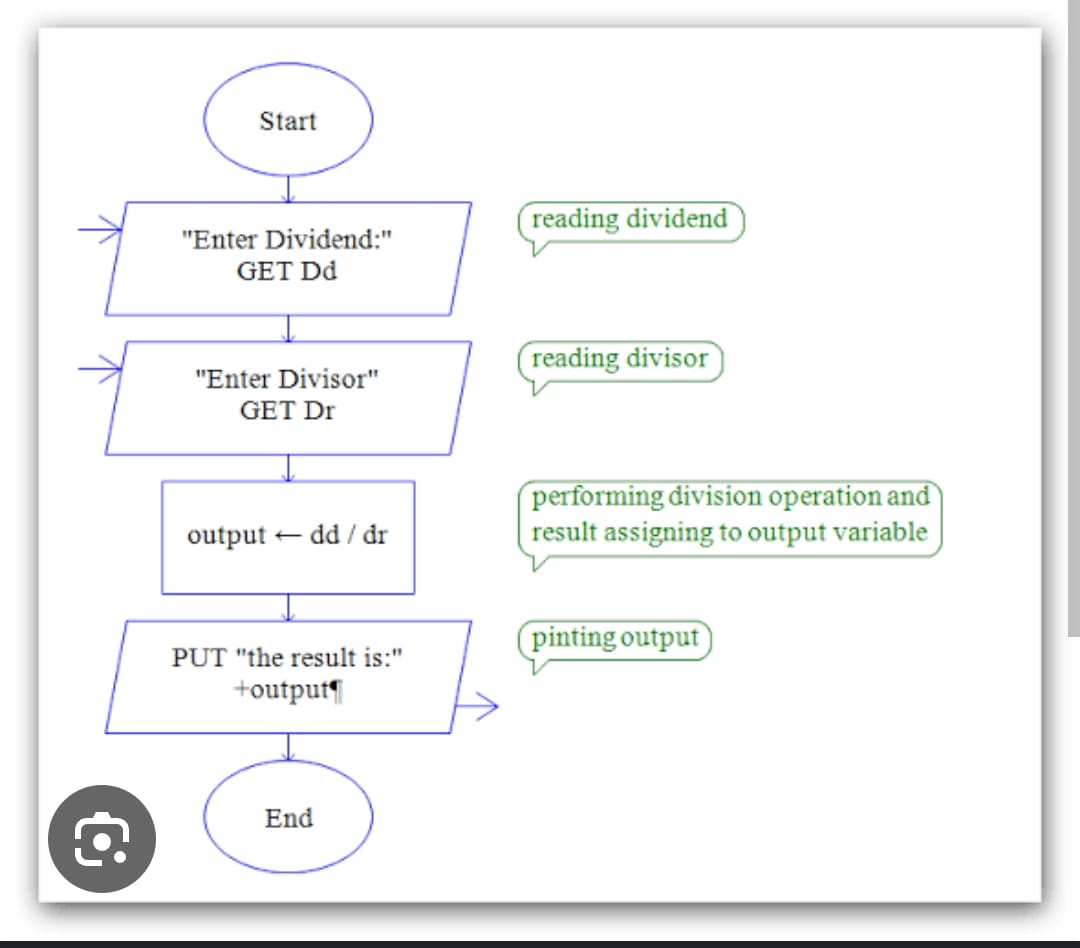 Start
"Enter Dividend:"
GET Dd
reading dividend
"Enter Divisor"
GET Dr
reading divisor
output ← dd / dr
performing division operation and
result assigning to output variable
PUT "the result is:"
+output¶
pinting output
End